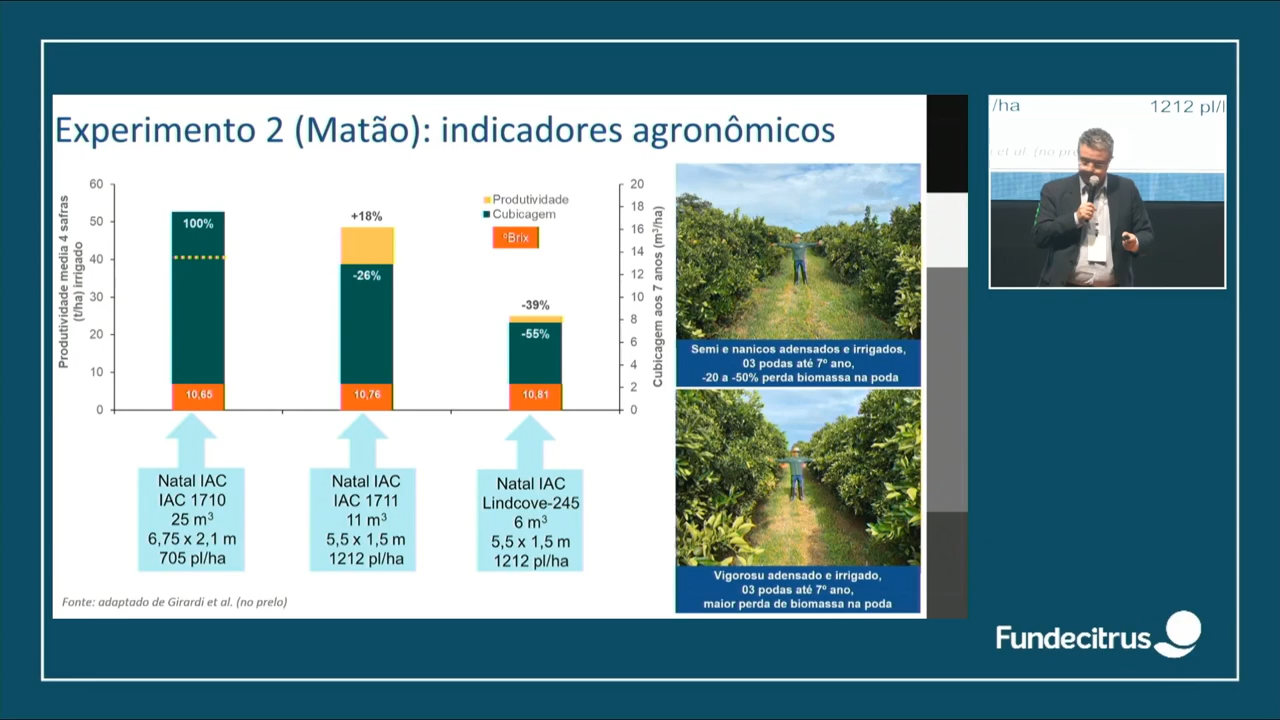 Experimento 2 (Matão): indicadores agronômicos
Produtividade media 4 safras
(t/ha) irrigado
60
50
40
30
20
10
0
100%
10,65
+18%
-26%
10,76
-39%
-55%
10,81
Produtividade
Cubicagem
ºBrix
20
18
16
14
12
10
8
6
4
2
0
Cubicagem aos 7 anos (m³/ha)
Natal IAC
IAC 1710
25 m³
6,75 x 2,1 m
705 pl/ha
Natal IAC
IAC 1711
11 m³
5,5 x 1,5 m
1212 pl/ha
Natal IAC
Lindcove-245
6 m³
5,5 x 1,5 m
1212 pl/ha
Fonte: adaptado de Girardi et al. (no prelo)
Semi e nanicos adensados e irrigados,
03 podas até 7º ano,
-20 a -50% perda biomassa na poda
Vigorosu adensado e irrigado,
03 podas até 7º ano,
maior perda de biomassa na poda
/ha 1212 pl/
et al. (no pre
Fundecitrus